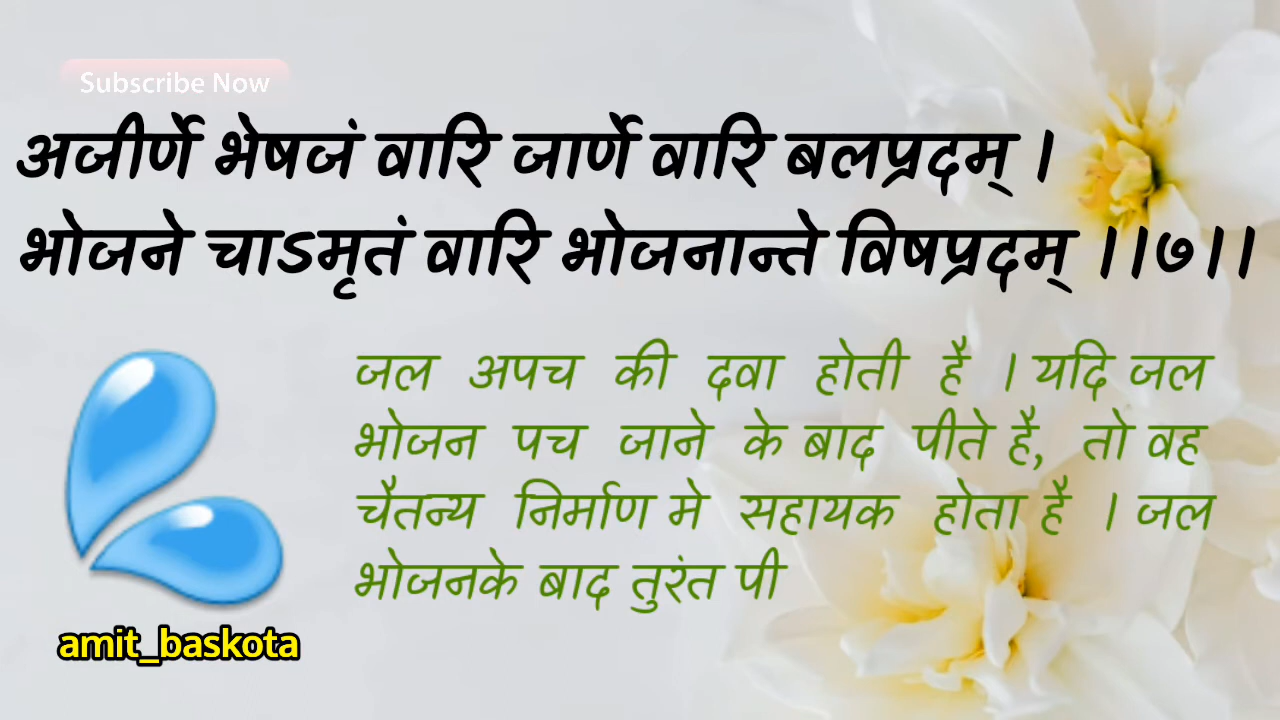 Subscribe Now
अजीर्णे भेषजं वारि जार्णे वारि बलप्रदम् ।
भोजने चाऽमृतं वारि भोजनान्ते विषप्रदम् ।।७।।
जल अपच की दवा होती है । यदि जल
भोजन पच जाने के बाद पीते है, तो वह
चैतन्य निर्माण मे सहायक होता है । जल
भोजनके बाद तुरंत पी
amit_baskota